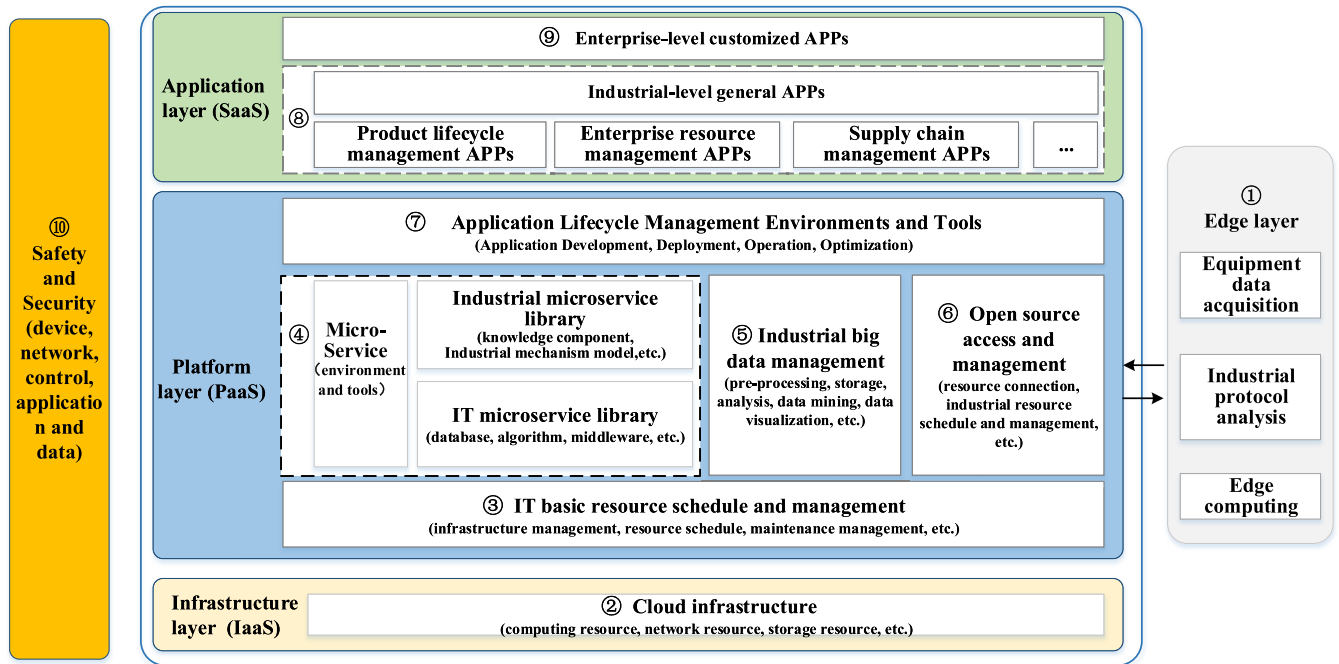 ⑩
Safety
and
Security
(device,
network,
control,
applicatio
n and
data)
Application
layer (SaaS)
⑨ Enterprise-level customized APPs
⑧
Industrial-level general APPs
Product lifecycle
management APPs
Enterprise resource
management APPs
Supply chain
management APPs
...
Platform
layer (PaaS)
⑦ Application Lifecycle Management Environments and Tools
(Application Development, Deployment, Operation, Optimization)
④
Micro-
Service
(environment
and tools)
Industrial microservice
library
(knowledge component,
Industrial mechanism model,etc.)
IT microservice library
(database, algorithm, middleware, etc.)
⑤ Industrial big
data management
(pre-processing, storage,
analysis, data mining, data
visualization, etc.)
⑥ Open source
access and
management
(resource connection,
industrial resource
schedule and management,
etc.)
③ IT basic resource schedule and management
(infrastructure management, resource schedule, maintenance management, etc.)
Infrastructure
layer (IaaS)
② Cloud infrastructure
(computing resource, network resource, storage resource, etc.)
①
Edge layer
Equipment
data
acquisition
Industrial
protocol
analysis
Edge
computing